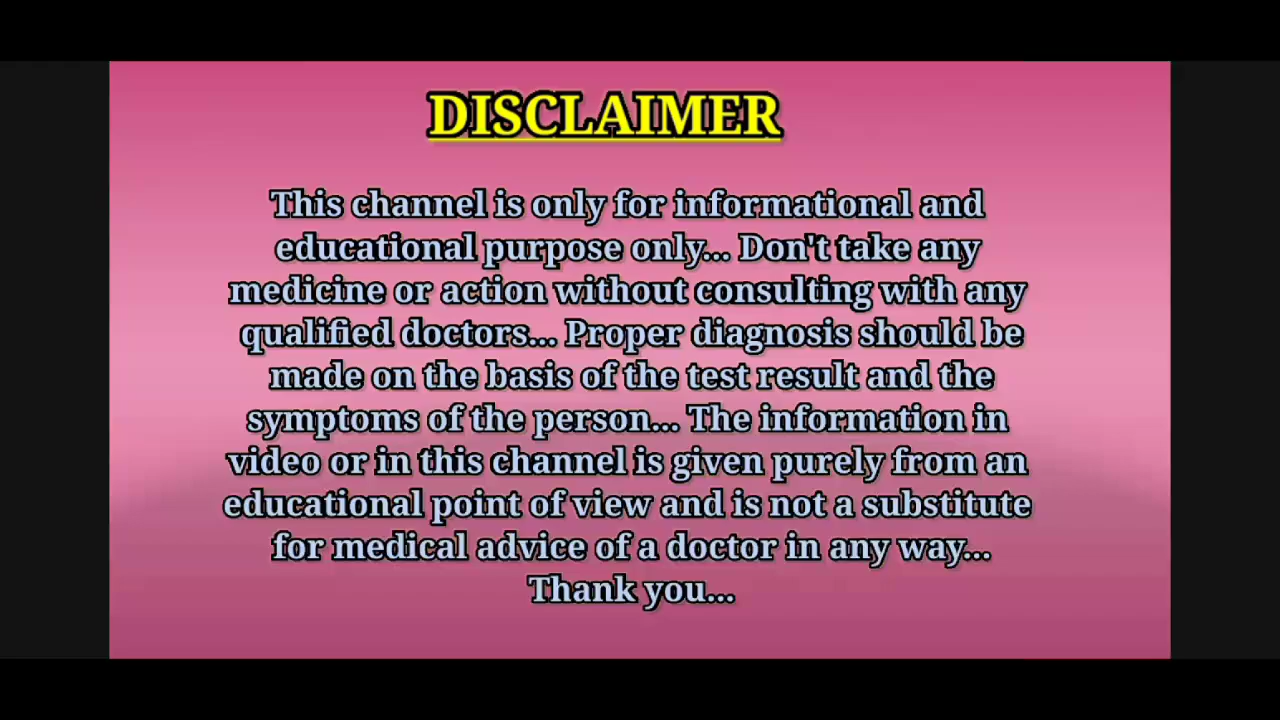 DISCLAIMER
This channel is only for informational and
educational purpose only... Don't take any
medicine or action without consulting with any
qualified doctors... Proper diagnosis should be
made on the basis of the test result and the
symptoms of the person... The information in
video or in this channel is given purely from an
educational point of view and is not a substitute
for medical advice of a doctor in any way...
Thank you...